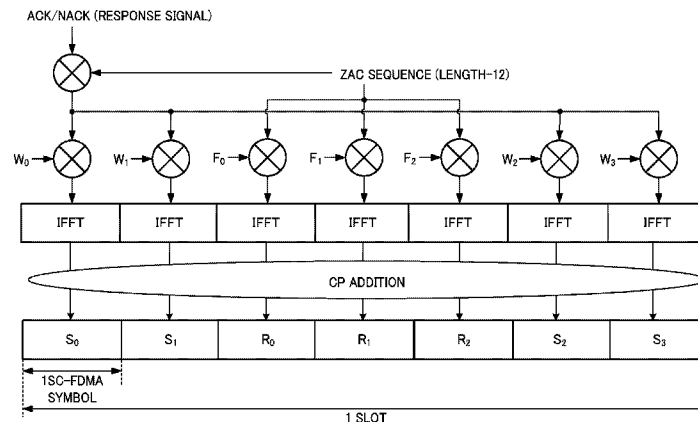 ACK/NACK (RESPONSE SIGNAL)
ZAC SEQUENCE (LENGTH-12)
W0 W1 F0 F1 F2 W2 W3
IFFT IFFT IFFT IFFT IFFT IFFT IFFT
CP ADDITION
S0 S1 R0 R1 R2 S2 S3
1SC-FDMA
SYMBOL
1 SLOT